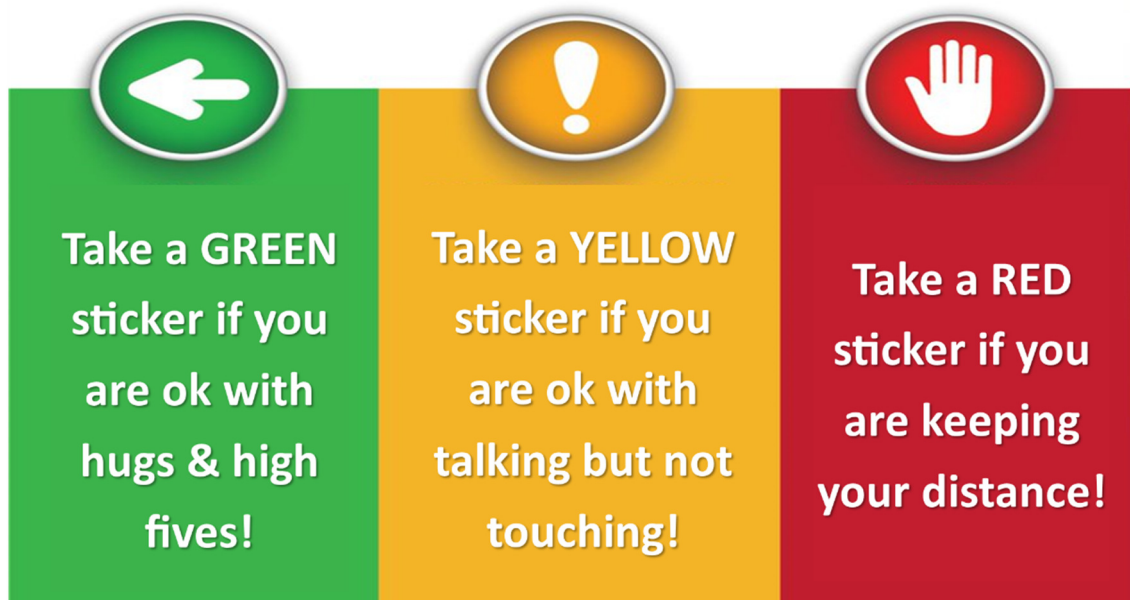 Take a GREEN
sticker if you
are ok with
hugs & high
fives!
Take a YELLOW
sticker if you
are ok with
talking but not
touching!
Take a RED
sticker if you
are keeping
your distance!